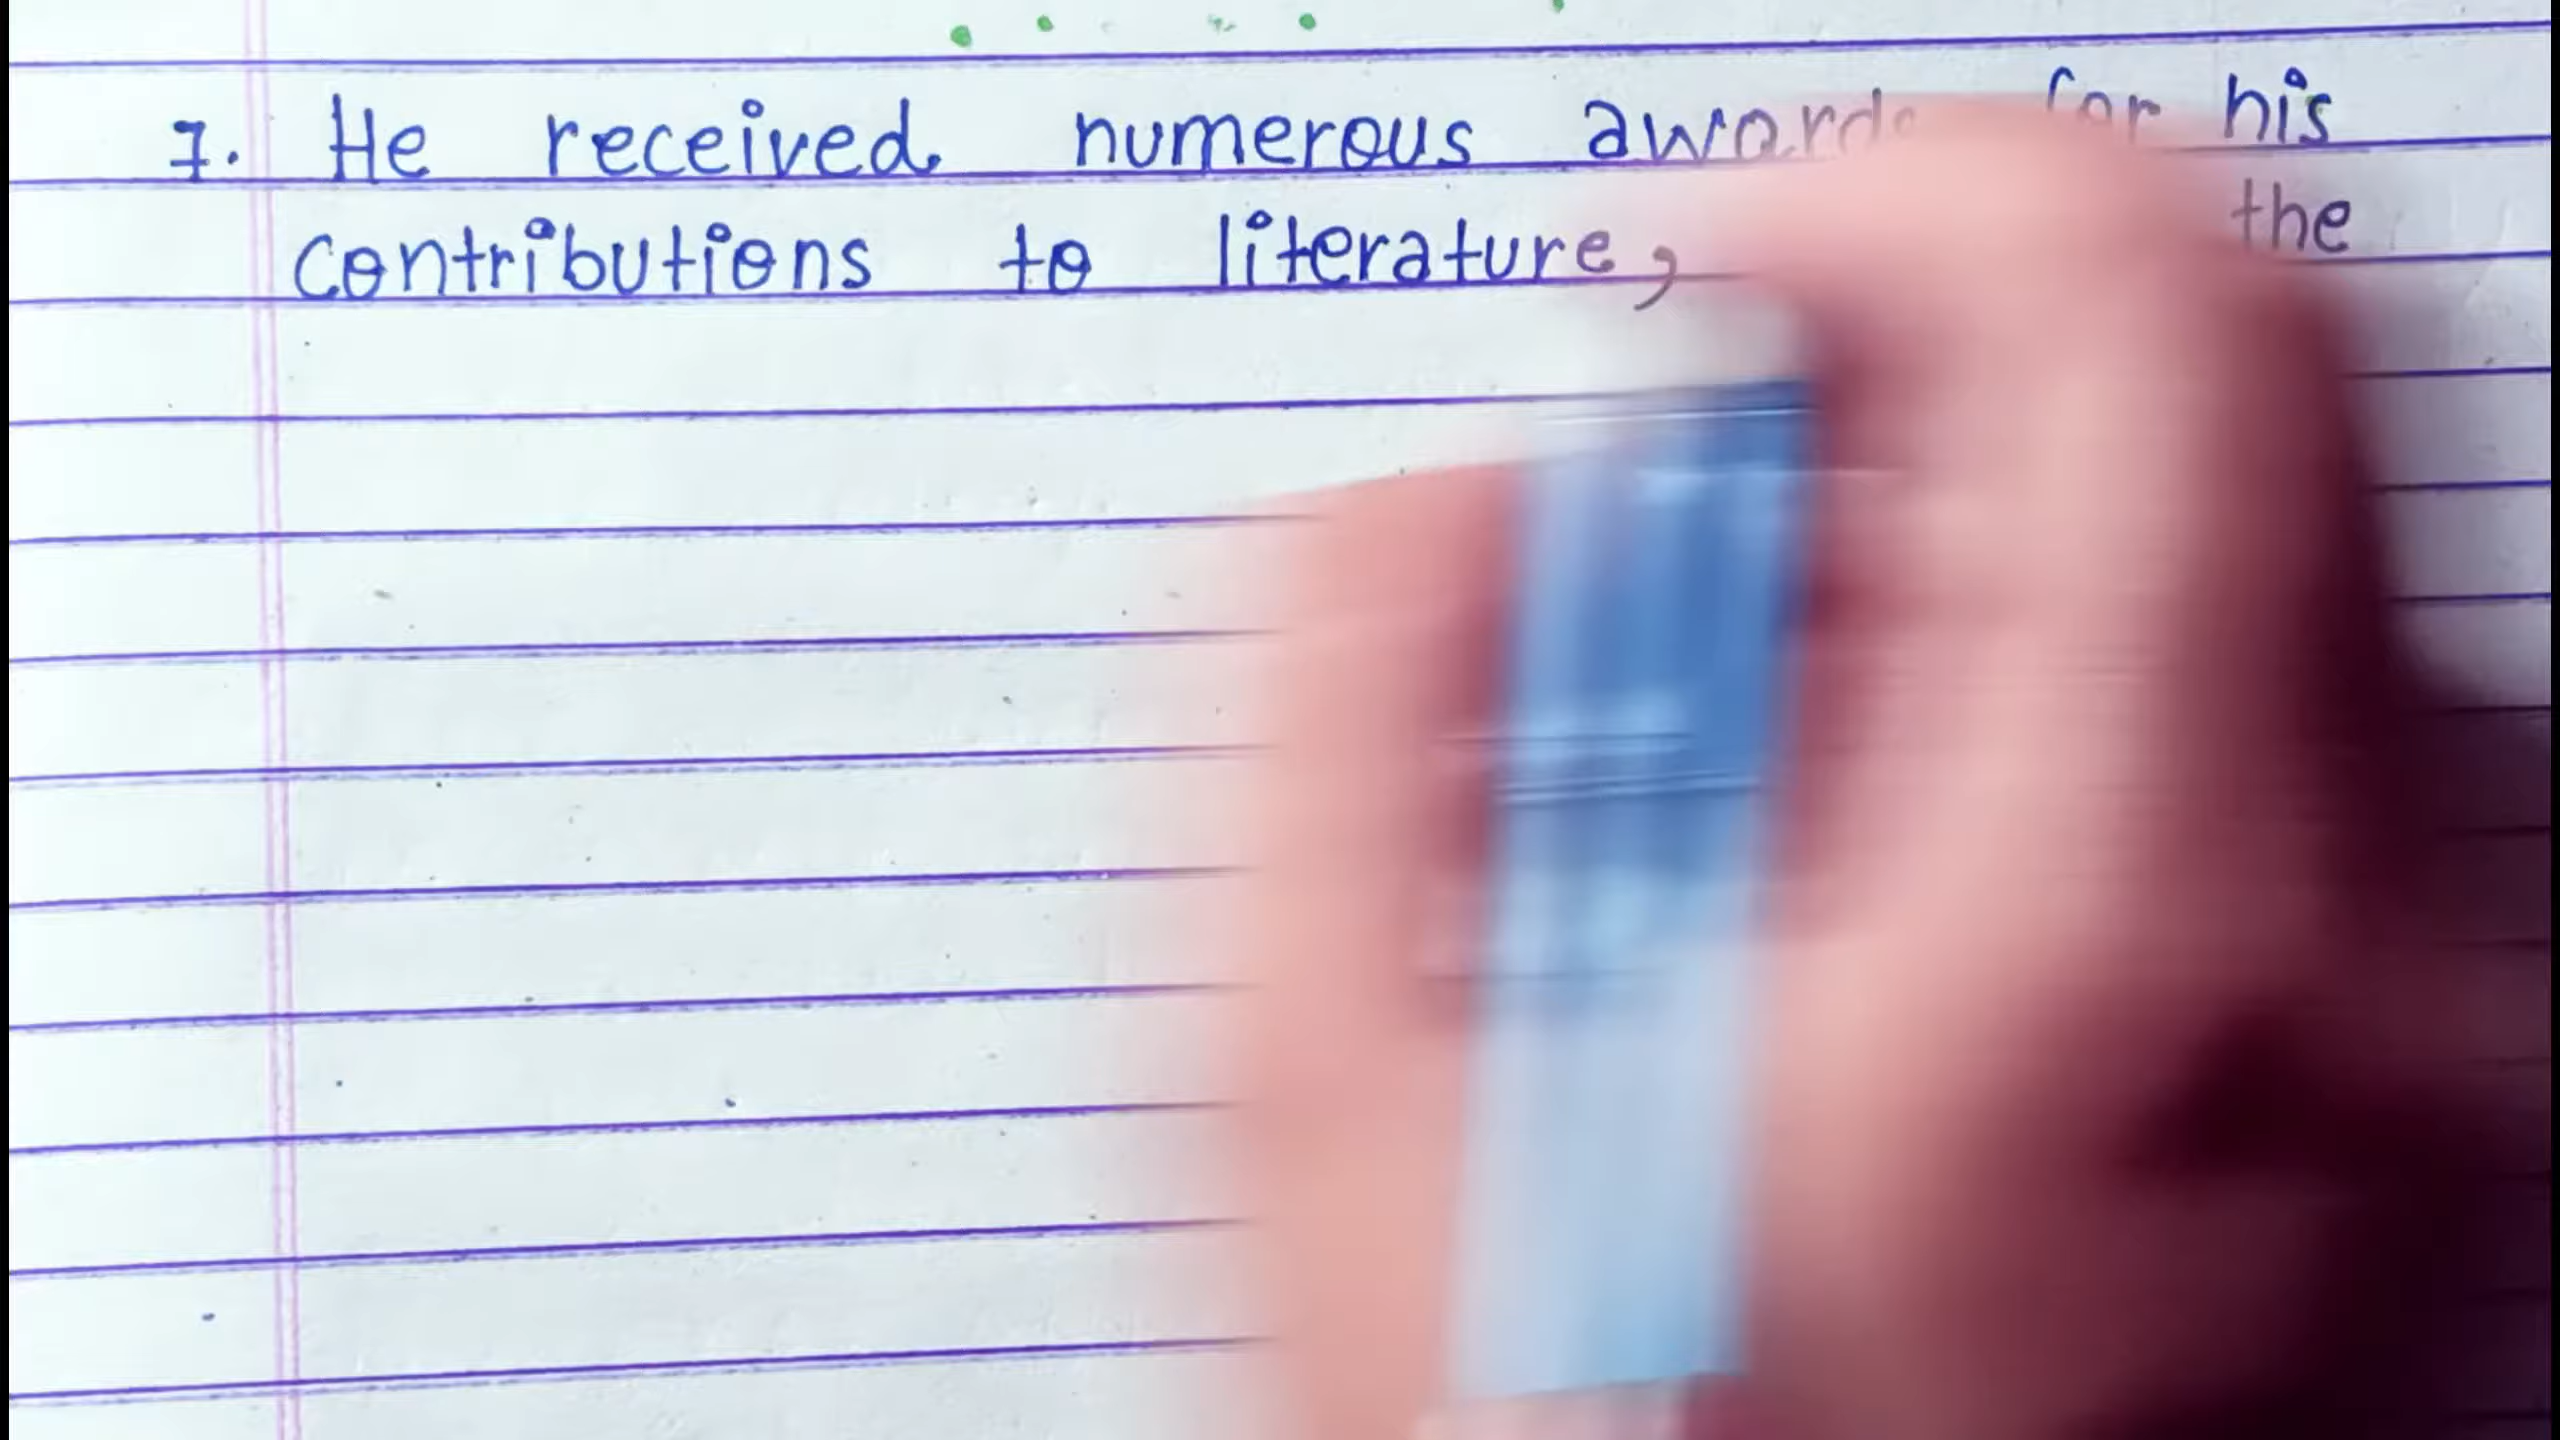 7. He received numerous awards for his
contributions to literature, the